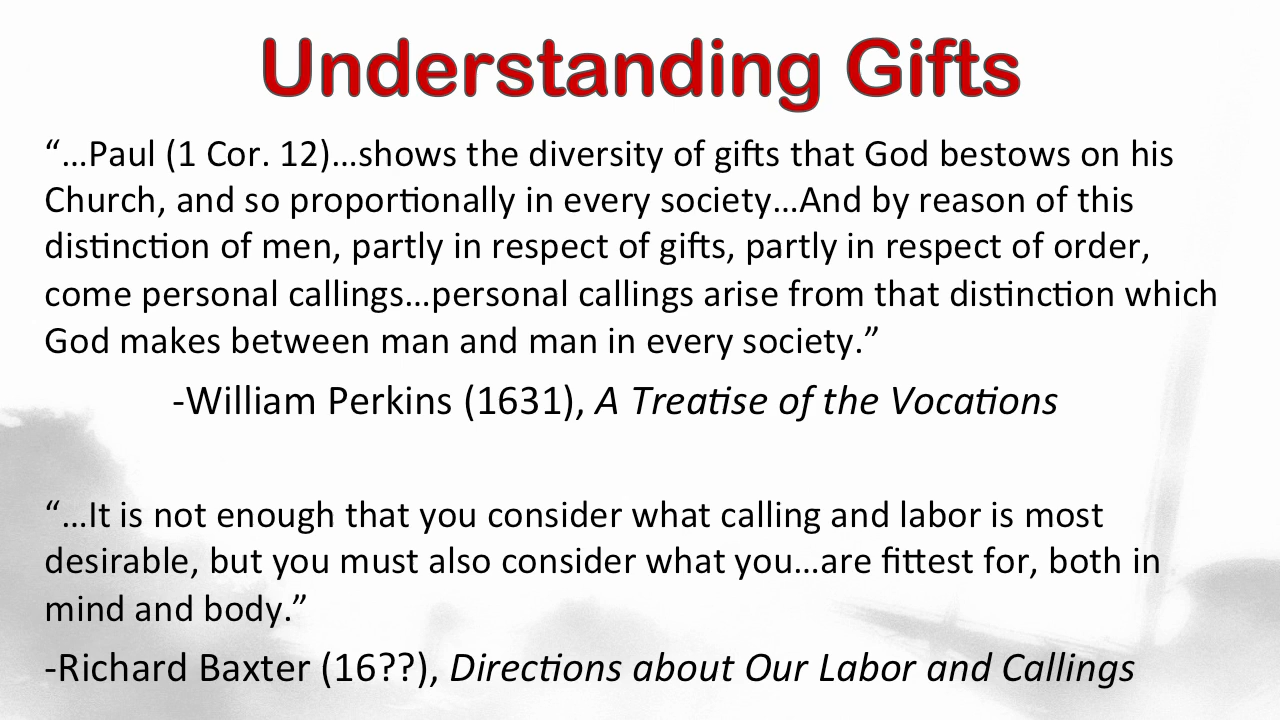 Understanding Gifts
“…Paul (1 Cor. 12)…shows the diversity of gifts that God bestows on his
Church, and so proportionally in every society…And by reason of this
distinction of men, partly in respect of gifts, partly in respect of order,
come personal callings…personal callings arise from that distinction which
God makes between man and man in every society.”
-William Perkins (1631), A Treatise of the Vocations
“…It is not enough that you consider what calling and labor is most
desirable, but you must also consider what you…are fittest for, both in
mind and body.”
-Richard Baxter (16??), Directions about Our Labor and Callings